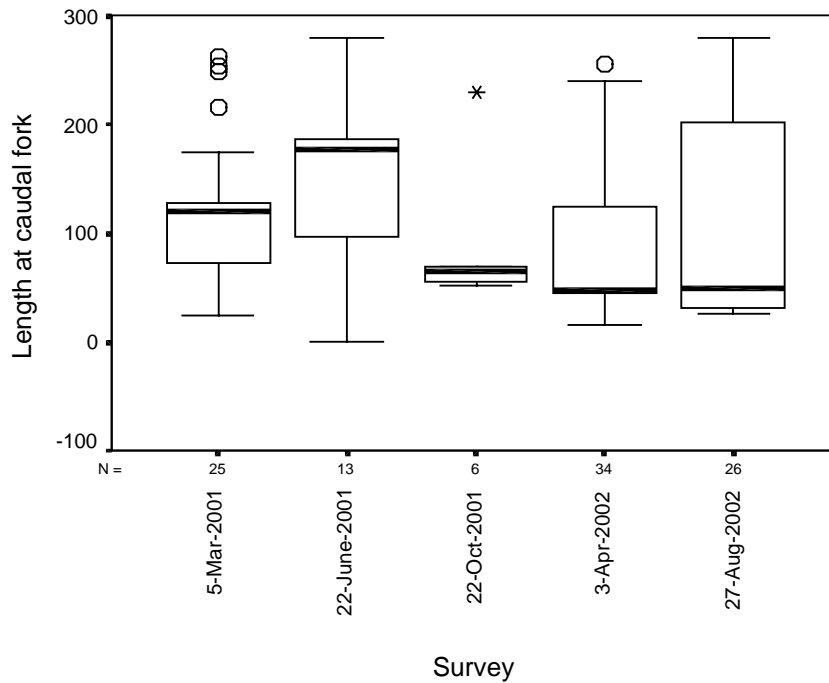 300
200
100
0
-100
Length at caudal fork
N = 25 13 6 34 26
5-Mar-2001
22-June-2001
22-Oct-2001
3-Apr-2002
27-Aug-2002
Survey